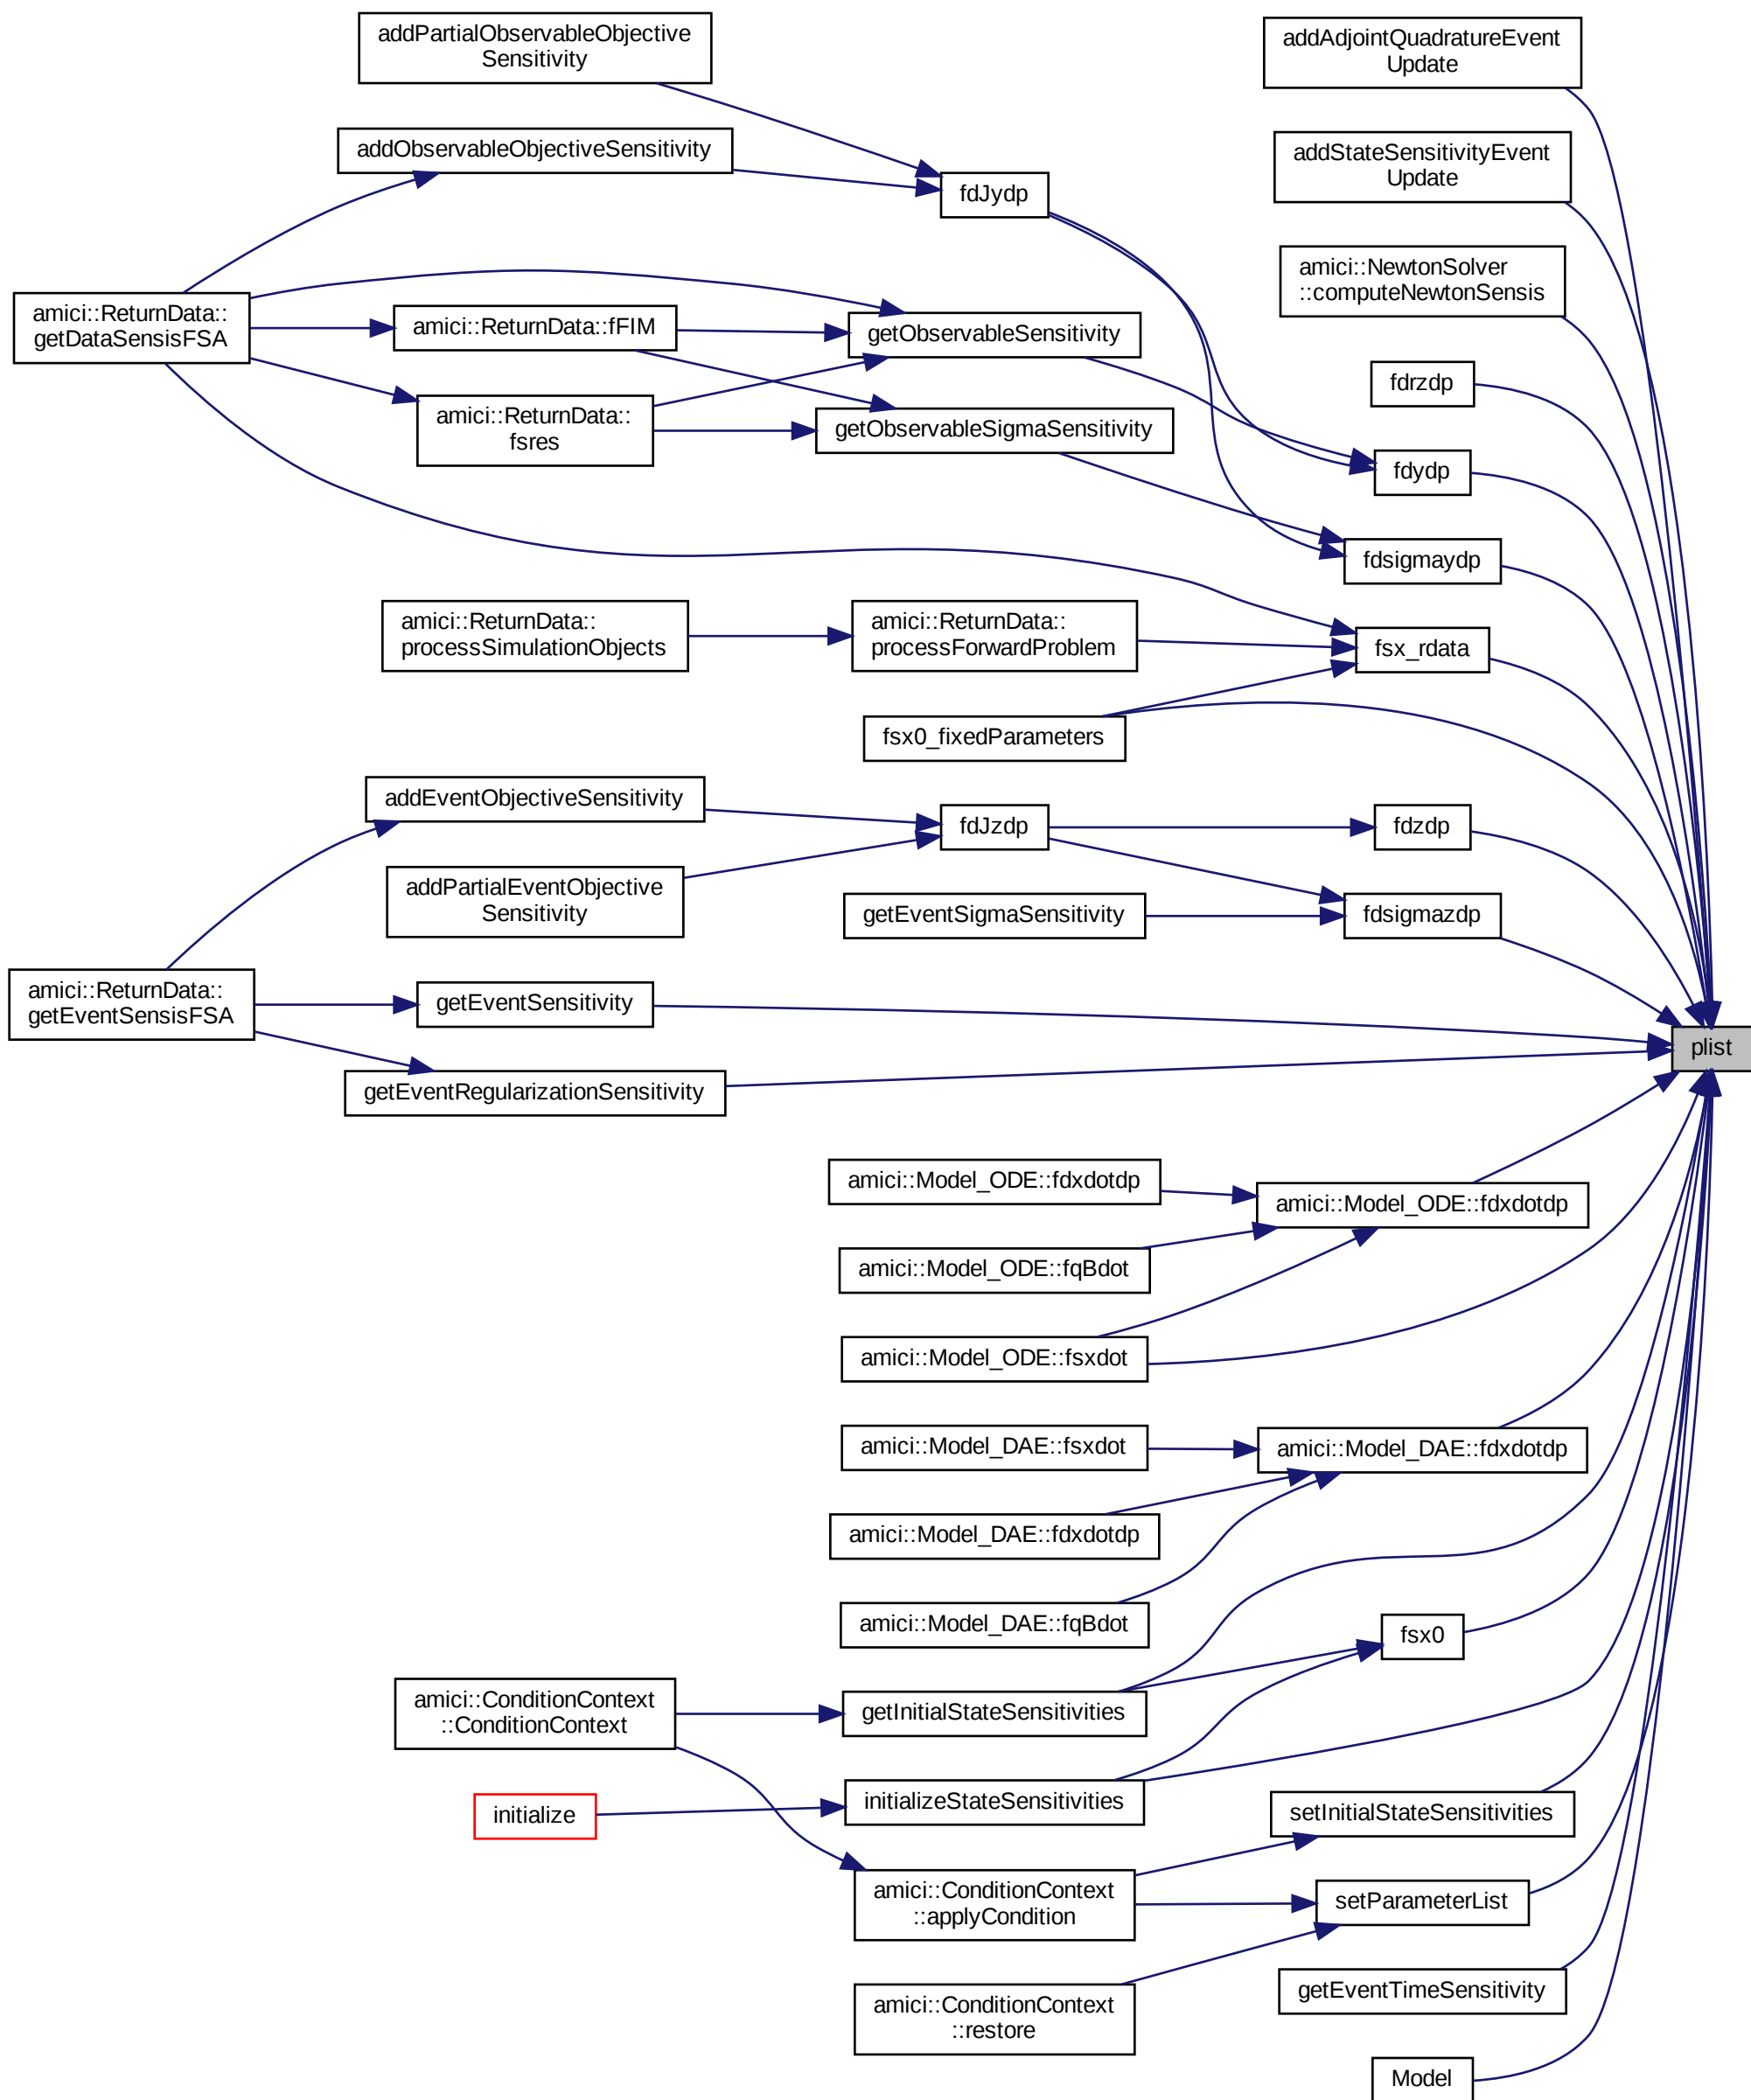 addPartialObservableObjective
Sensitivity
addAdjointQuadratureEvent
Update
addObservableObjectiveSensitivity
addStateSensitivityEvent
Update
fdJydp
amici::NewtonSolver
::computeNewtonSensis
amici::ReturnData::
getDataSensisFSA
amici::ReturnData::fFIM
getObservableSensitivity
fdrzdp
amici::ReturnData::
fsres
getObservableSigmaSensitivity
fdydp
fdsigmaydp
amici::ReturnData::
processSimulationObjects
amici::ReturnData::
processForwardProblem
fsx_rdata
fsx0_fixedParameters
addEventObjectiveSensitivity
fdJzdp
fdzdp
addPartialEventObjective
Sensitivity
getEventSigmaSensitivity
fdsigmazdp
amici::ReturnData::
getEventSensisFSA
getEventSensitivity
plist
getEventRegularizationSensitivity
amici::Model_ODE::fdxdotdp
amici::Model_ODE::fdxdotdp
amici::Model_ODE::fqBdot
amici::Model_ODE::fsxdot
amici::Model_DAE::fsxdot
amici::Model_DAE::fdxdotdp
amici::Model_DAE::fdxdotdp
amici::Model_DAE::fqBdot
fsx0
amici::ConditionContext
::ConditionContext
getInitialStateSensitivities
initialize
initializeStateSensitivities
setInitialStateSensitivities
amici::ConditionContext
::applyCondition
setParameterList
amici::ConditionContext
::restore
getEventTimeSensitivity
Model